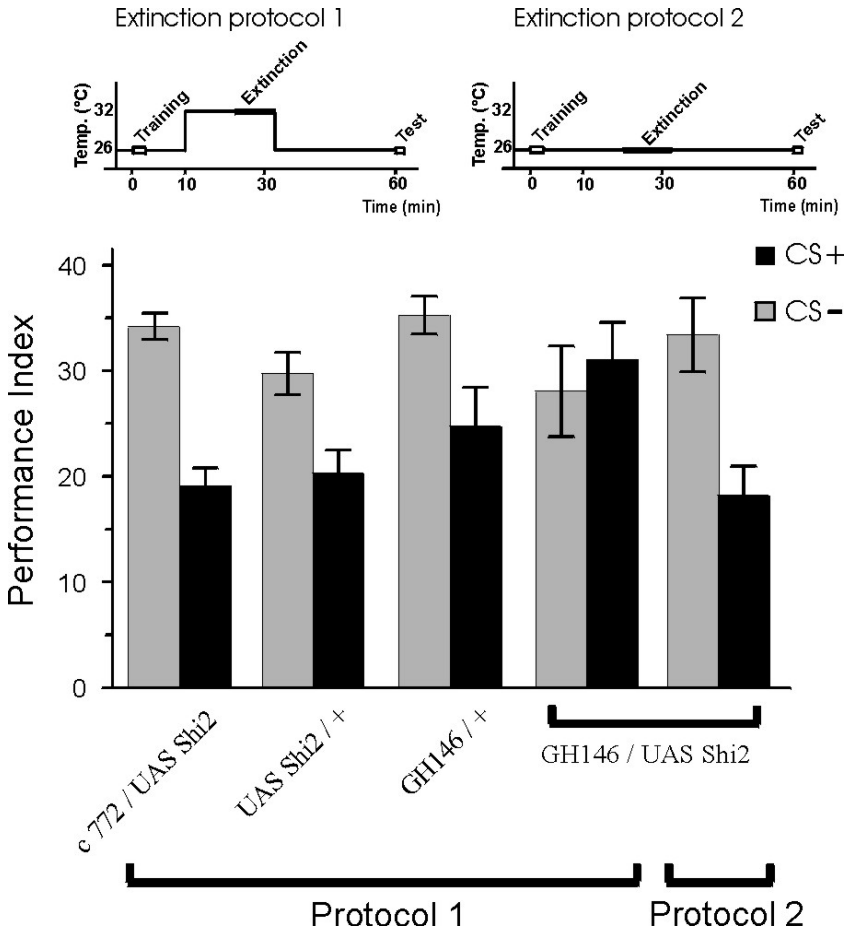 Extinction protocol 1
Extinction protocol 2
Temp. (°C)
32
26
Training
Extinction
Test
0 10 30 60
Time (min)
Temp. (°C)
32
26
Training
Extinction
Test
0 10 30 60
Time (min)
CS+
CS-
Performance Index
40
30
20
10
0
c 772 / UAS Shi2
UAS Shi2 / +
GH146 / +
GH146 / UAS Shi2
Protocol 1
Protocol 2